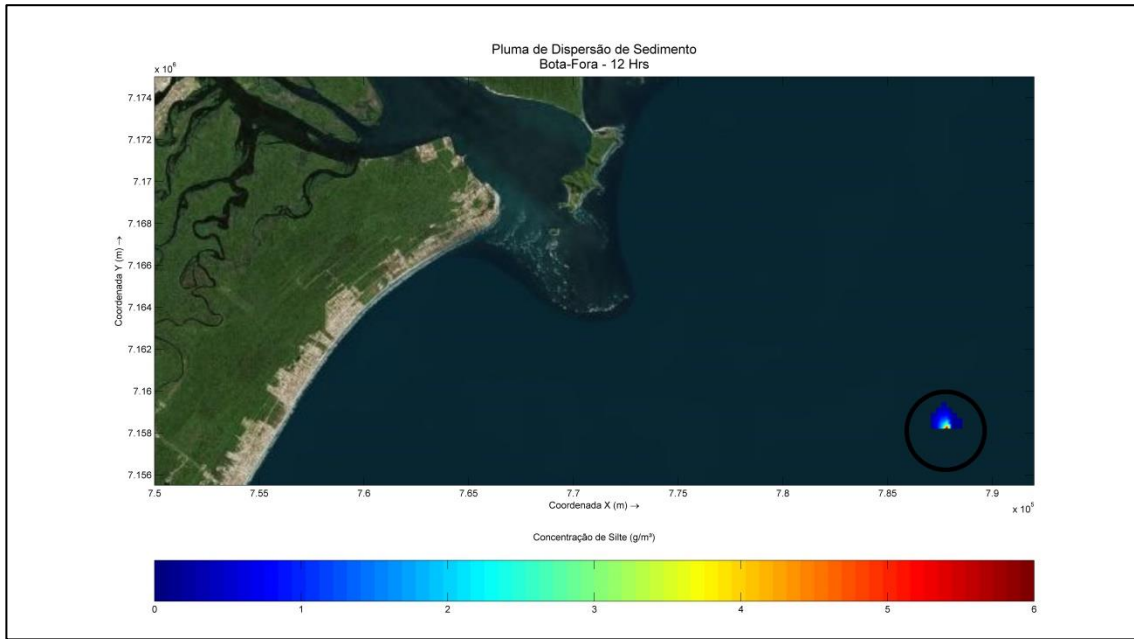 Pluma de Dispersão de Sedimento
Bota-Fora - 12 Hrs
x 10⁶
7.174
7.172
7.17
7.168
7.166
7.164
7.162
7.16
7.158
7.156
Coordenada Y (m) →
7.5 7.55 7.6 7.65 7.7 7.75 7.8 7.85 7.9
Coordenada X (m) →
x 10⁵
Concentração de Silte (g/m³)
0 1 2 3 4 5 6